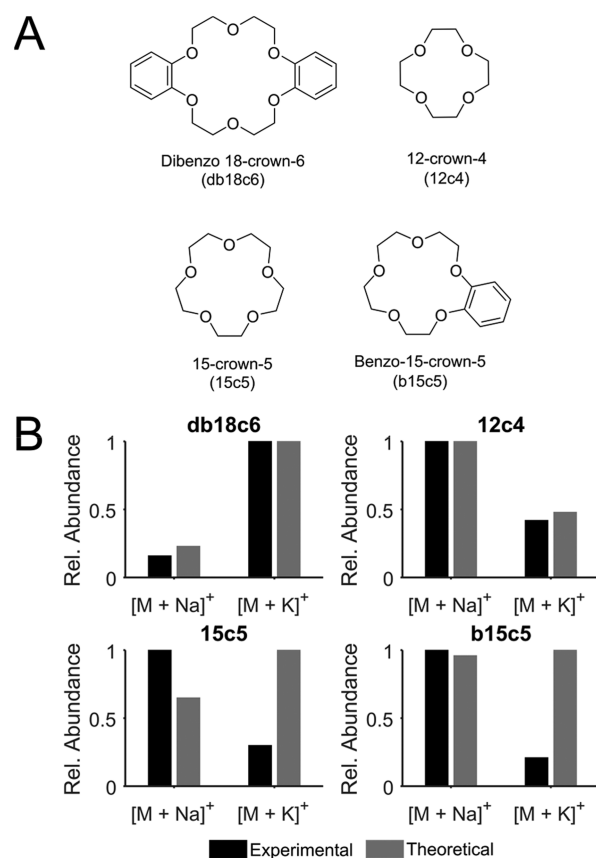 A
O
O O
O O
O
Dibenzo 18-crown-6
(db18c6)
O O
O O
12-crown-4
(12c4)
O
O O
O O
15-crown-5
(15c5)
O
O O
O O
Benzo-15-crown-5
(b15c5)
B
db18c6
Rel. Abundance
1
0.5
0
[M + Na]+ [M + K]+
12c4
Rel. Abundance
1
0.5
0
[M + Na]+ [M + K]+
15c5
Rel. Abundance
1
0.5
0
[M + Na]+ [M + K]+
b15c5
Rel. Abundance
1
0.5
0
[M + Na]+ [M + K]+
Experimental Theoretical